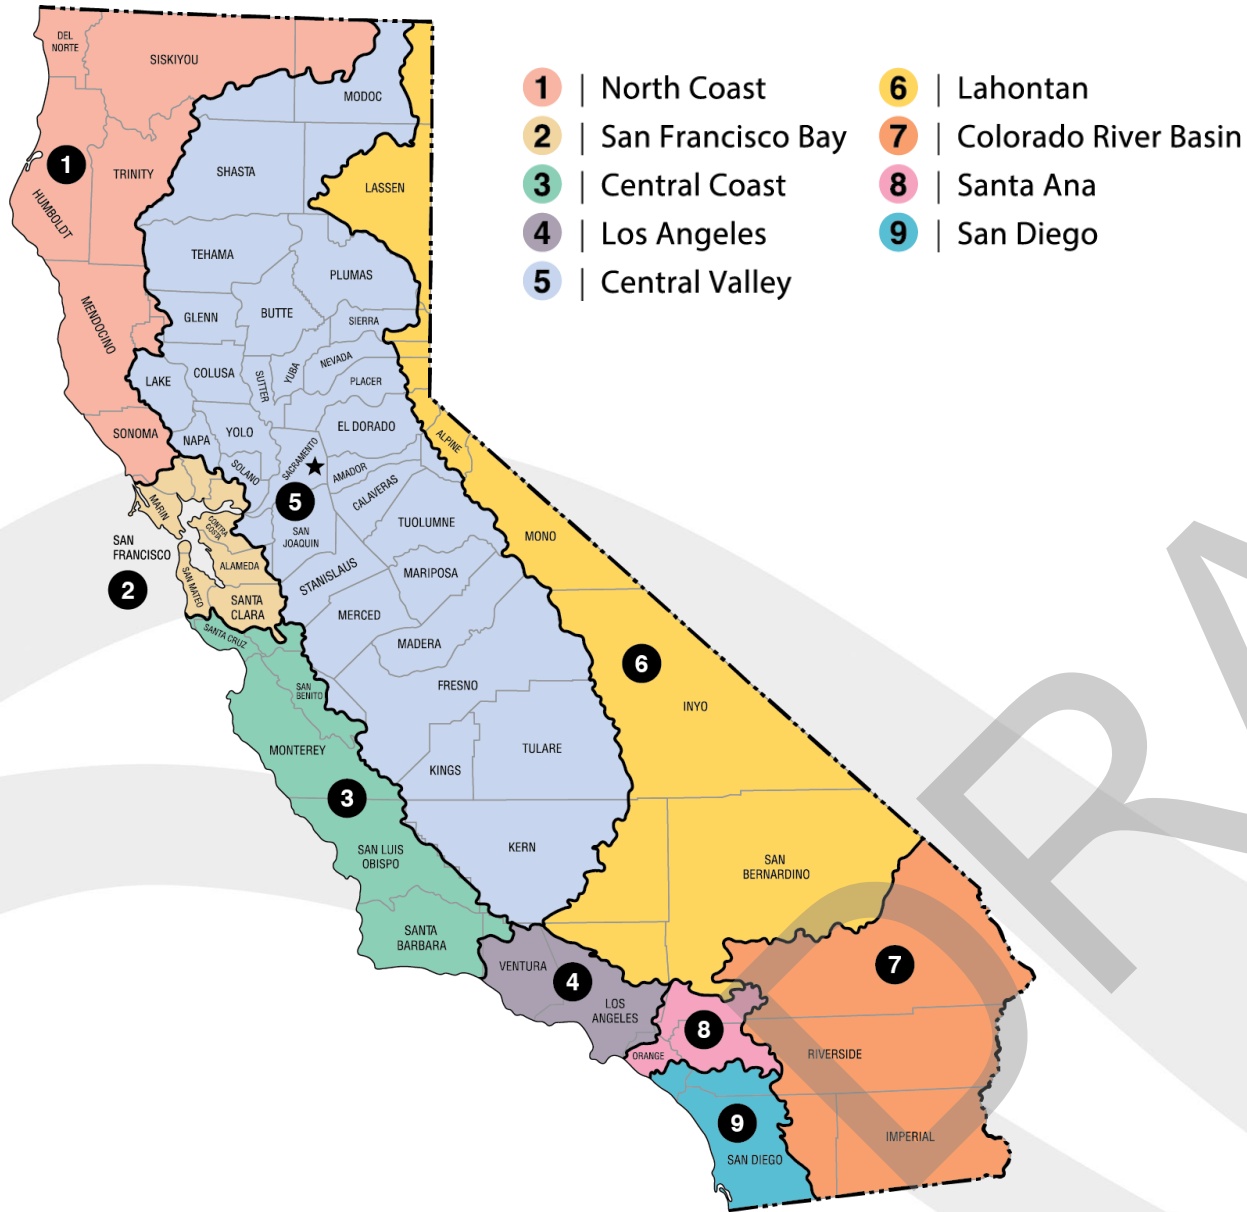 1 | North Coast
2 | San Francisco Bay
3 | Central Coast
4 | Los Angeles
5 | Central Valley
6 | Lahontan
7 | Colorado River Basin
8 | Santa Ana
9 | San Diego
DEL
NORTE
SISKIYOU
MODOC
1
TRINITY
SHASTA
LASSEN
HUMBOLDT
TEHAMA
PLUMAS
MENDOCINO
GLENN
BUTTE
SIERRA
LAKE
COLUSA
SUTTER
YUBA
NEVADA
PLACER
SONOMA
NAPA
YOLO
EL DORADO
ALPINE
SOLANO
SACRAMENTO
AMADOR
CALAVERAS
5
MARIN
CONTRA
COSTA
SAN
JOAQUIN
TUOLUMNE
MONO
SAN
FRANCISCO
2
SAN MATEO
ALAMEDA
STANISLAUS
MARIPOSA
SANTA
CLARA
MERCED
SANTA CRUZ
MADERA
6
SAN
BENITO
FRESNO
INYO
MONTEREY
KINGS
TULARE
3
SAN LUIS
OBISPO
KERN
SAN
BERNARDINO
SANTA
BARBARA
VENTURA
4
LOS
ANGELES
7
8
ORANGE
RIVERSIDE
9
SAN DIEGO
IMPERIAL
DRA